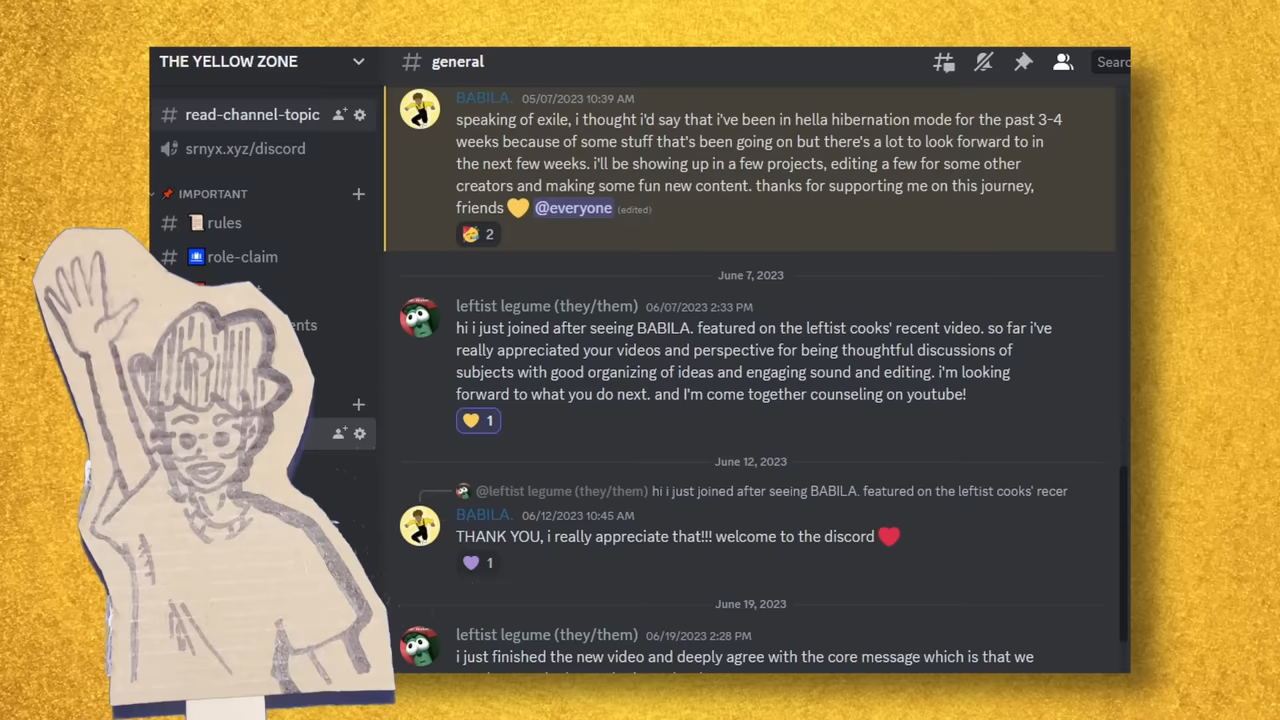 THE YELLOW ZONE
# read-channel-topic
srnyx.xyz/discord
IMPORTANT
# rules
# role-claim
# general
Searc
BABILA. 05/07/2023 10:39 AM
speaking of exile, i thought i'd say that i've been in hella hibernation mode for the past 3-4
weeks because of some stuff that's been going on but there's a lot to look forward to in
the next few weeks. i'll be showing up in a few projects, editing a few for some other
creators and making some fun new content. thanks for supporting me on this journey,
friends 💛 @everyone (edited)
🥳 2
June 7, 2023
leftist legume (they/them) 06/07/2023 2:33 PM
hi i just joined after seeing BABILA. featured on the leftist cooks' recent video. so far i've
really appreciated your videos and perspective for being thoughtful discussions of
subjects with good organizing of ideas and engaging sound and editing. i'm looking
forward to what you do next. and I'm come together counseling on youtube!
💛 1
June 12, 2023
@leftist legume (they/them) hi i just joined after seeing BABILA. featured on the leftist cooks' recer
BABILA. 06/12/2023 10:45 AM
THANK YOU, i really appreciate that!!! welcome to the discord ❤️
💜 1
June 19, 2023
leftist legume (they/them) 06/19/2023 2:28 PM
i just finished the new video and deeply agree with the core message which is that we